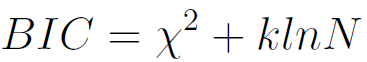 BIC = χ² + klnN